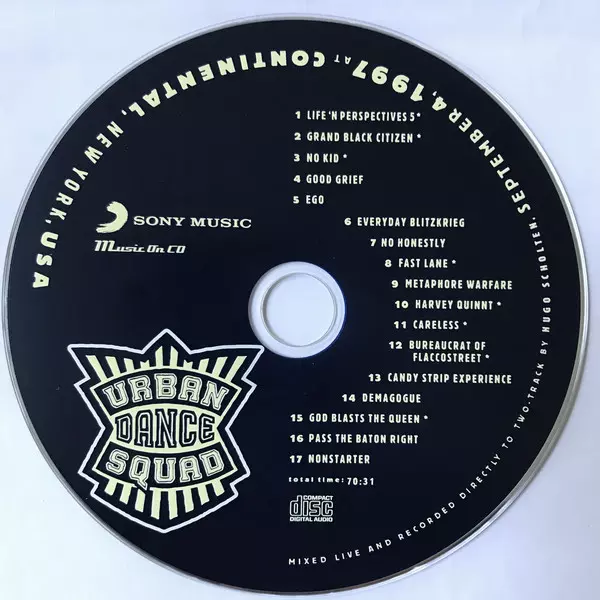 SEPTEMBER 4, 1997 AT CONTINENTAL, NEW YORK, USA
1 LIFE 'N PERSPECTIVES 5 *
2 GRAND BLACK CITIZEN *
3 NO KID *
4 GOOD GRIEF
5 EGO
6 EVERYDAY BLITZKRIEG
7 NO HONESTLY
8 FAST LANE *
9 METAPHORE WARFARE
10 HARVEY QUINNT *
11 CARELESS *
12 BUREAUCRAT OF
FLACCOSTREET *
13 CANDY STRIP EXPERIENCE
14 DEMAGOGUE
15 GOD BLASTS THE QUEEN *
16 PASS THE BATON RIGHT
17 NONSTARTER
total time: 70:31
SONY MUSIC
Music On CD
URBAN
DANCE
SQUAD
COMPACT
disc
DIGITAL AUDIO
MIXED LIVE AND RECORDED DIRECTLY TO TWO-TRACK BY HUGO SCHOLTEN.